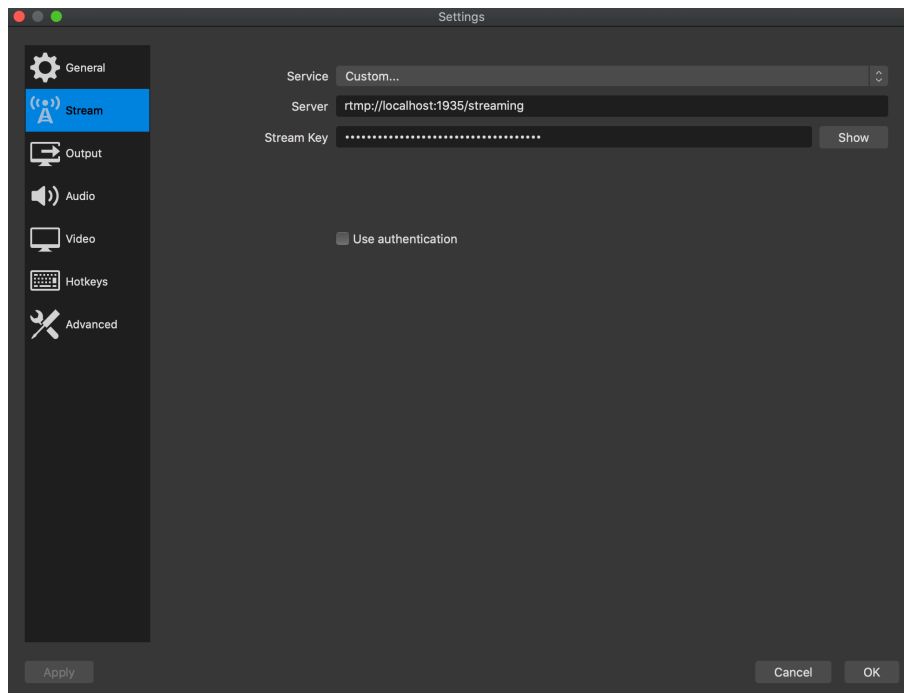 Settings
General
Stream
Output
Audio
Video
Hotkeys
Advanced
Service Custom...
Server rtmp://localhost:1935/streaming
Stream Key •••••••••••••••••••••••••••••••••••• Show
Use authentication
Apply Cancel OK